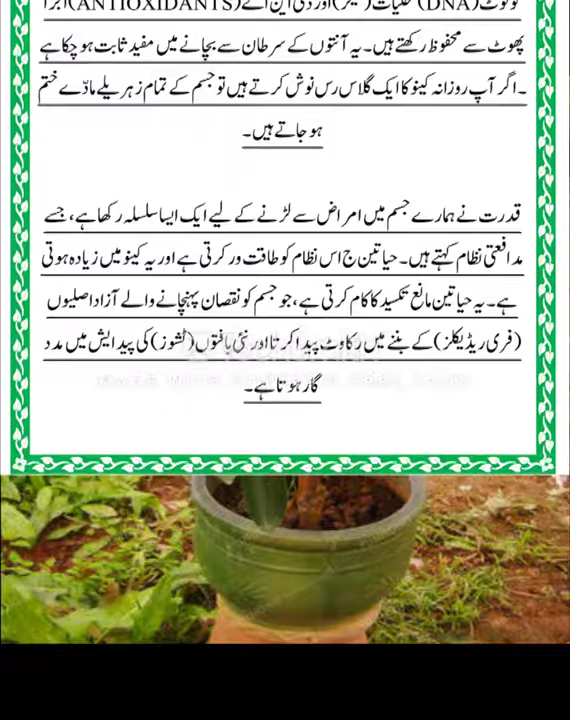 (DNA) (ANTIOXIDANTS)
پھوٹ سے محفوظ رکھتے ہیں۔ یہ آنتوں کے سرطان سے بچانے میں مفید ثابت ہو چکا ہے
۔ اگر آپ روزانہ کینو کا ایک گلاس رس نوش کرتے ہیں تو جسم کے تمام زہریلے مادّے ختم
ہو جاتے ہیں۔
قدرت نے ہمارے جسم میں امراض سے لڑنے کے لیے ایک ایسا سلسلہ رکھا ہے، جسے
مدافعتی نظام کہتے ہیں۔ حیاتین ج اس نظام کو طاقت ور کرتی ہے اور یہ کینو میں زیادہ ہوتی
ہے۔ یہ حیاتین مانع تکسید کا کام کرتی ہے، جو جسم کو نقصان پہنچانے والے آزاد اصلیوں
(فری ریڈیکلز) کے بننے میں رکاوٹ پیدا کرتا اور نئی بافتوں (ٹشوز) کی پیدایش میں مدد
گار ہوتا ہے۔